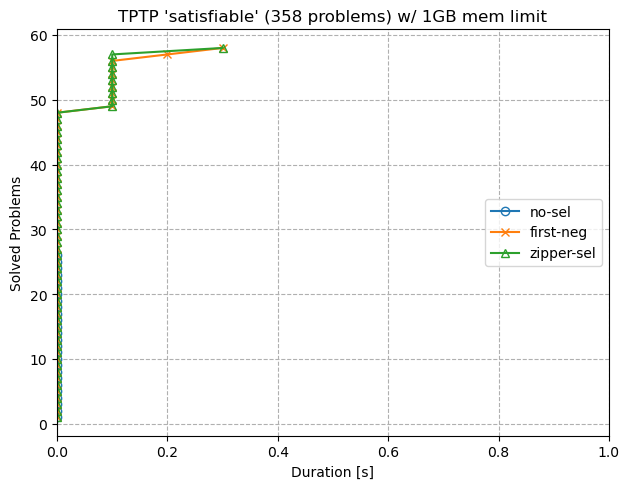 TPTP 'satisfiable' (358 problems) w/ 1GB mem limit
60
50
40
30
20
10
0
Solved Problems
no-sel
first-neg
zipper-sel
0.0 0.2 0.4 0.6 0.8 1.0
Duration [s]